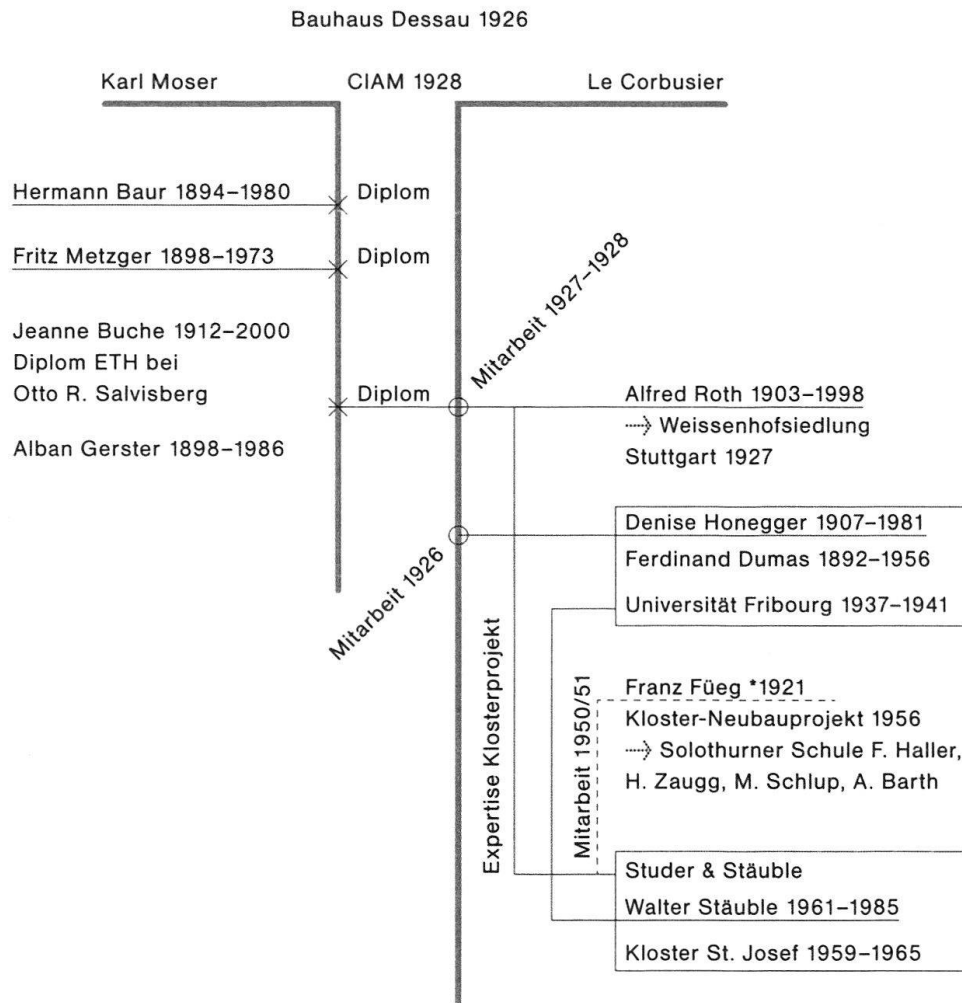 Bauhaus Dessau 1926
Karl Moser
CIAM 1928
Le Corbusier
Hermann Baur 1894–1980
Diplom
Fritz Metzger 1898–1973
Diplom
Mitarbeit 1927–1928
Jeanne Buche 1912–2000
Diplom ETH bei
Otto R. Salvisberg
Diplom
Alfred Roth 1903–1998
Weissenhofsiedlung
Stuttgart 1927
Alban Gerster 1898–1986
Mitarbeit 1926
Denise Honegger 1907–1981
Ferdinand Dumas 1892–1956
Universität Fribourg 1937–1941
Expertise Klosterprojekt
Mitarbeit 1950/51
Franz Füeg *1921
Kloster-Neubauprojekt 1956
Solothurner Schule F. Haller,
H. Zaugg, M. Schlup, A. Barth
Studer & Stäuble
Walter Stäuble 1961–1985
Kloster St. Josef 1959–1965